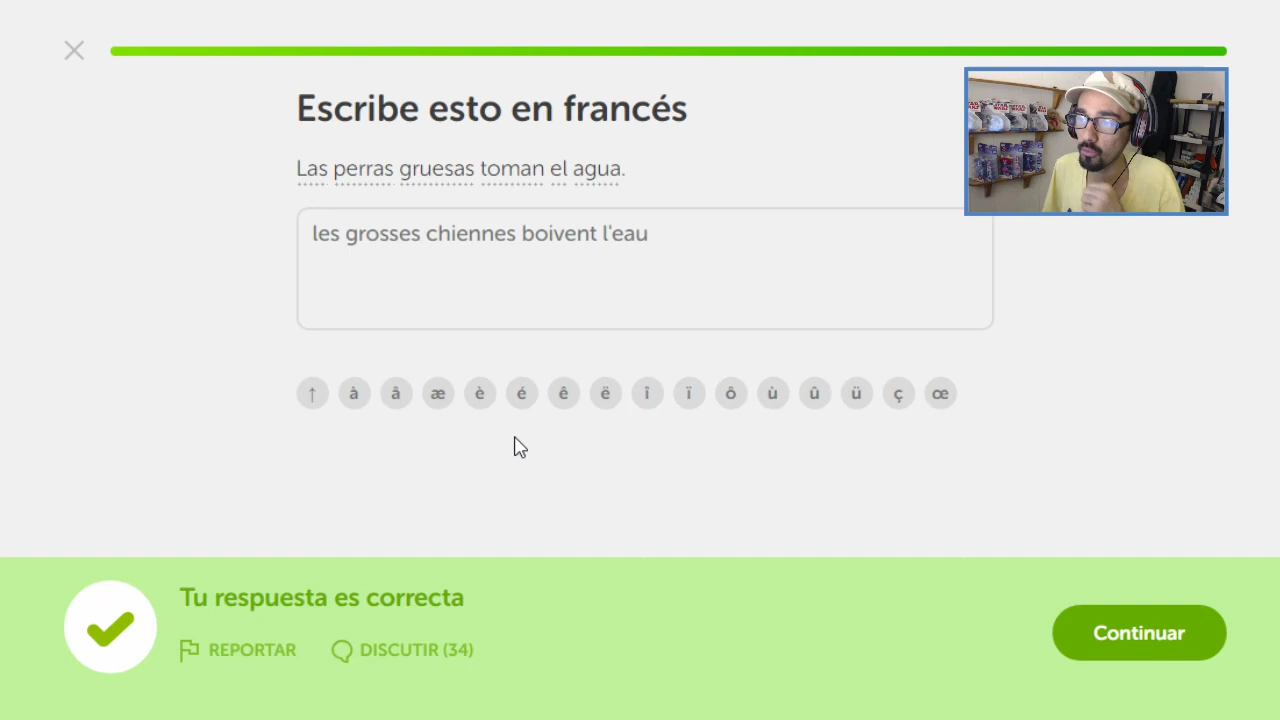 Escribe esto en francés
Las perras gruesas toman el agua.
les grosses chiennes boivent l'eau
↑ à â æ è é ê ë î ï ô ù û ü ç œ
Tu respuesta es correcta
REPORTAR DISCUTIR (34)
Continuar